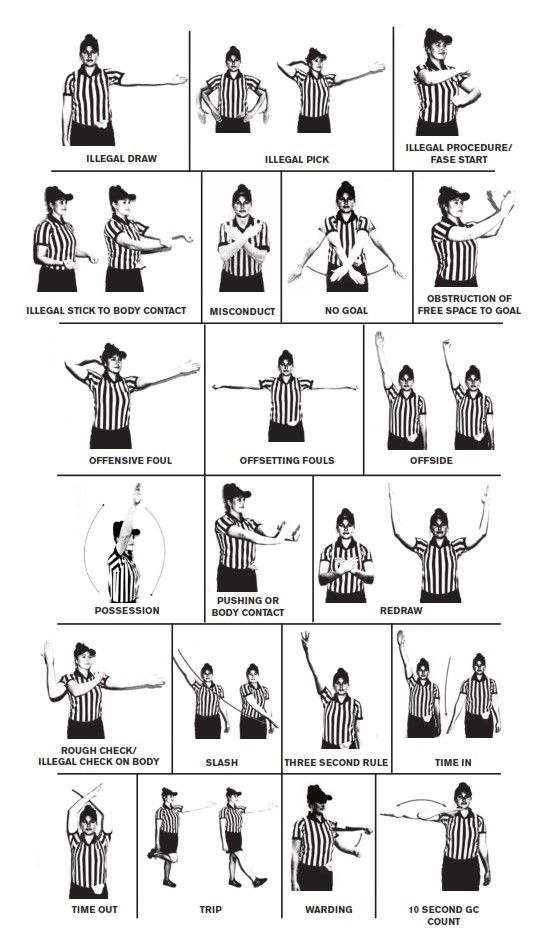 ILLEGAL DRAW
ILLEGAL PICK
ILLEGAL PROCEDURE/
FASE START
ILLEGAL STICK TO BODY CONTACT
MISCONDUCT
NO GOAL
OBSTRUCTION OF
FREE SPACE TO GOAL
OFFENSIVE FOUL
OFFSETTING FOULS
OFFSIDE
POSSESSION
PUSHING OR
BODY CONTACT
REDRAW
ROUGH CHECK/
ILLEGAL CHECK ON BODY
SLASH
THREE SECOND RULE
TIME IN
TIME OUT
TRIP
WARDING
10 SECOND GC
COUNT